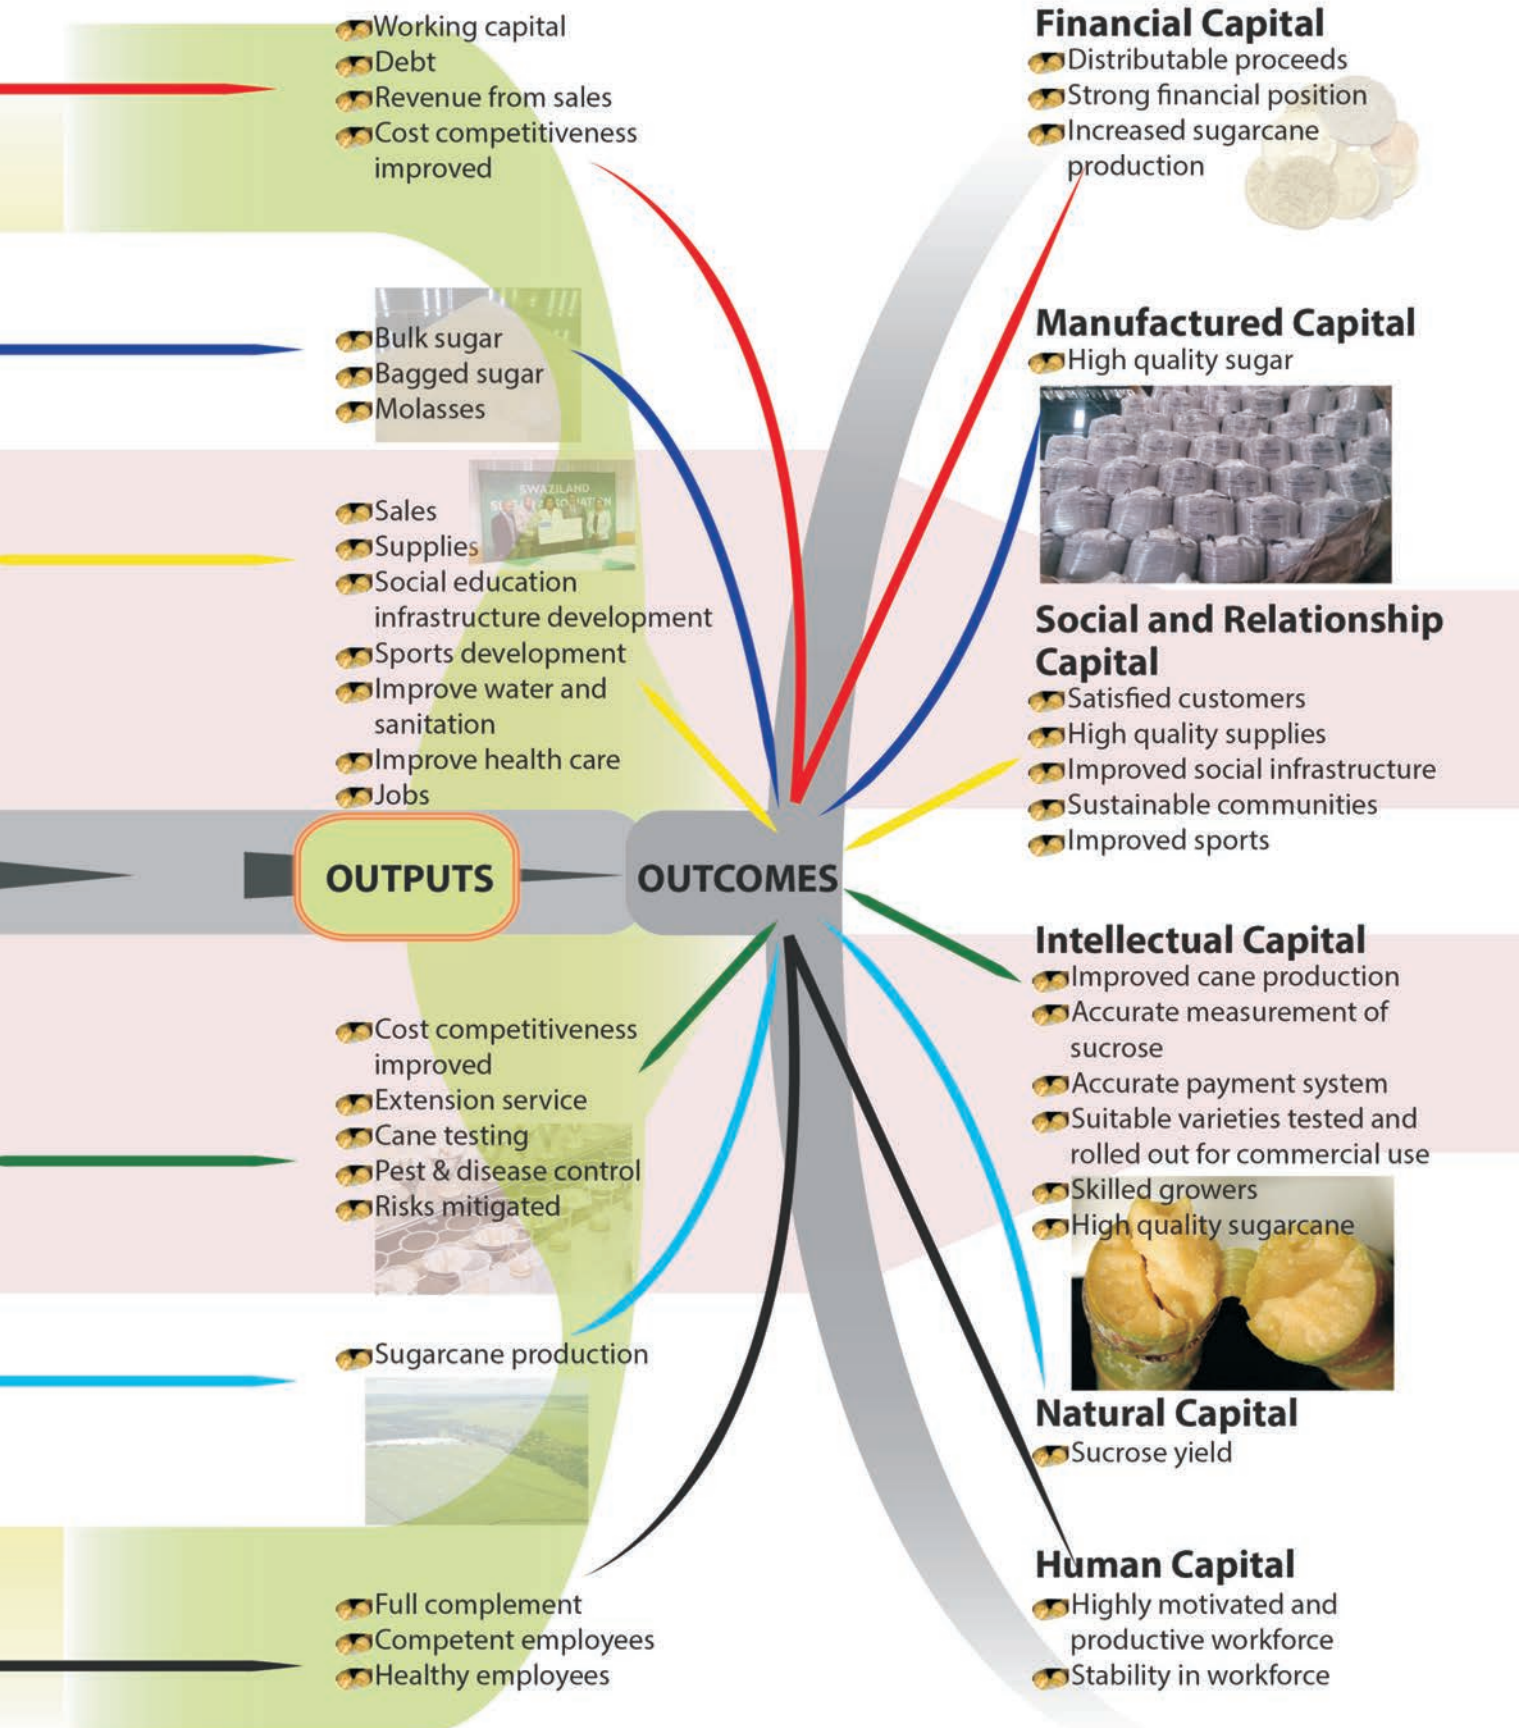 Working capital
Debt
Revenue from sales
Cost competitiveness
improved
Bulk sugar
Bagged sugar
Molasses
SWAZILAND
Sales
Supplies
Social education
infrastructure development
Sports development
Improve water and
sanitation
Improve health care
Jobs
OUTPUTS
OUTCOMES
Cost competitiveness
improved
Extension service
Cane testing
Pest & disease control
Risks mitigated
Sugarcane production
Full complement
Competent employees
Healthy employees
Financial Capital
Distributable proceeds
Strong financial position
Increased sugarcane
production
Manufactured Capital
High quality sugar
Social and Relationship
Capital
Satisfied customers
High quality supplies
Improved social infrastructure
Sustainable communities
Improved sports
Intellectual Capital
Improved cane production
Accurate measurement of
sucrose
Accurate payment system
Suitable varieties tested and
rolled out for commercial use
Skilled growers
High quality sugarcane
Natural Capital
Sucrose yield
Human Capital
Highly motivated and
productive workforce
Stability in workforce